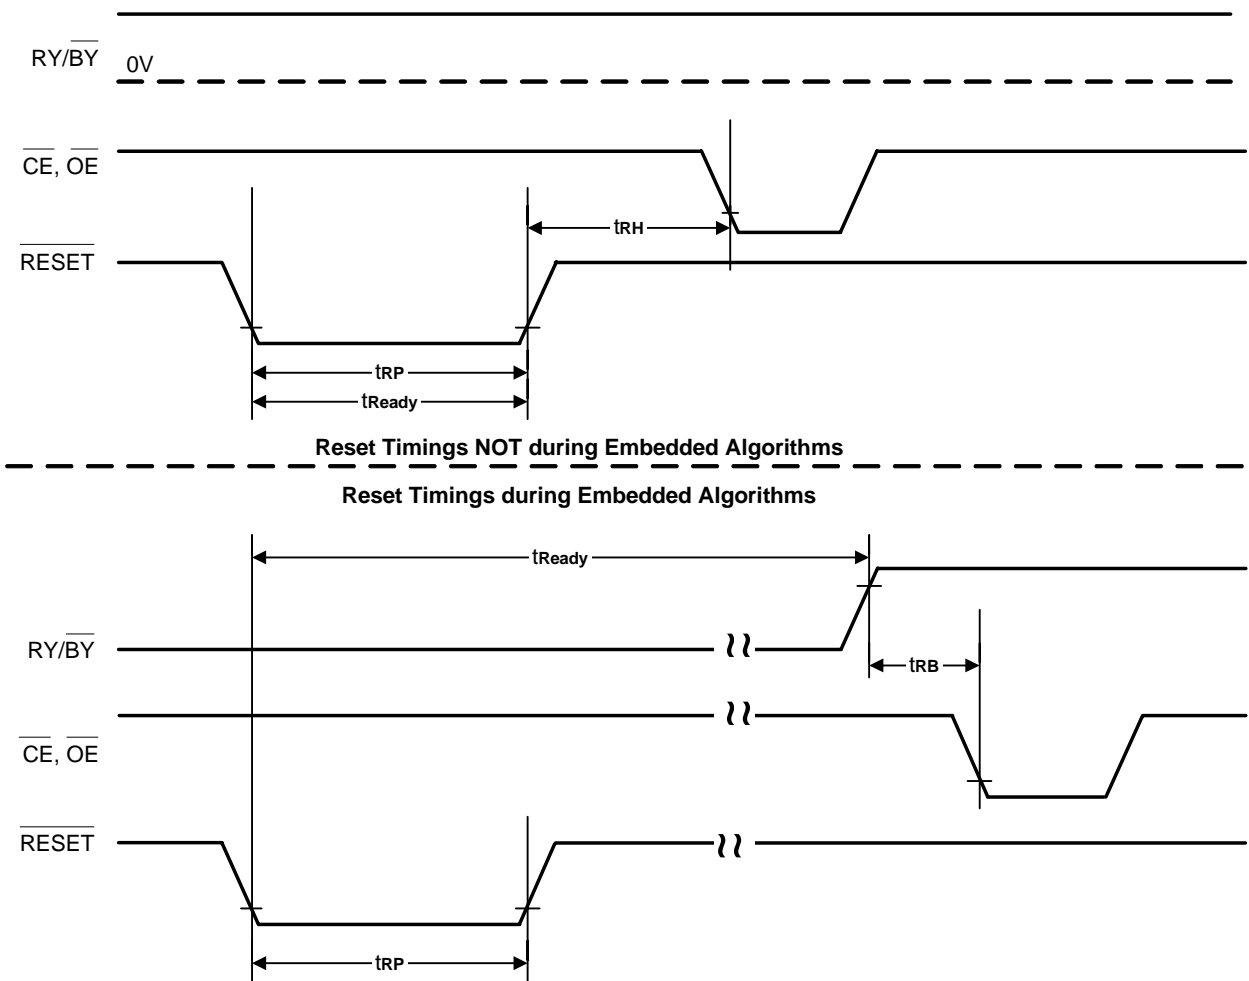 RY/BY
0V
CE, OE
tRH
RESET
tRP
tReady
Reset Timings NOT during Embedded Algorithms
Reset Timings during Embedded Algorithms
tReady
RY/BY
tRB
CE, OE
RESET
tRP